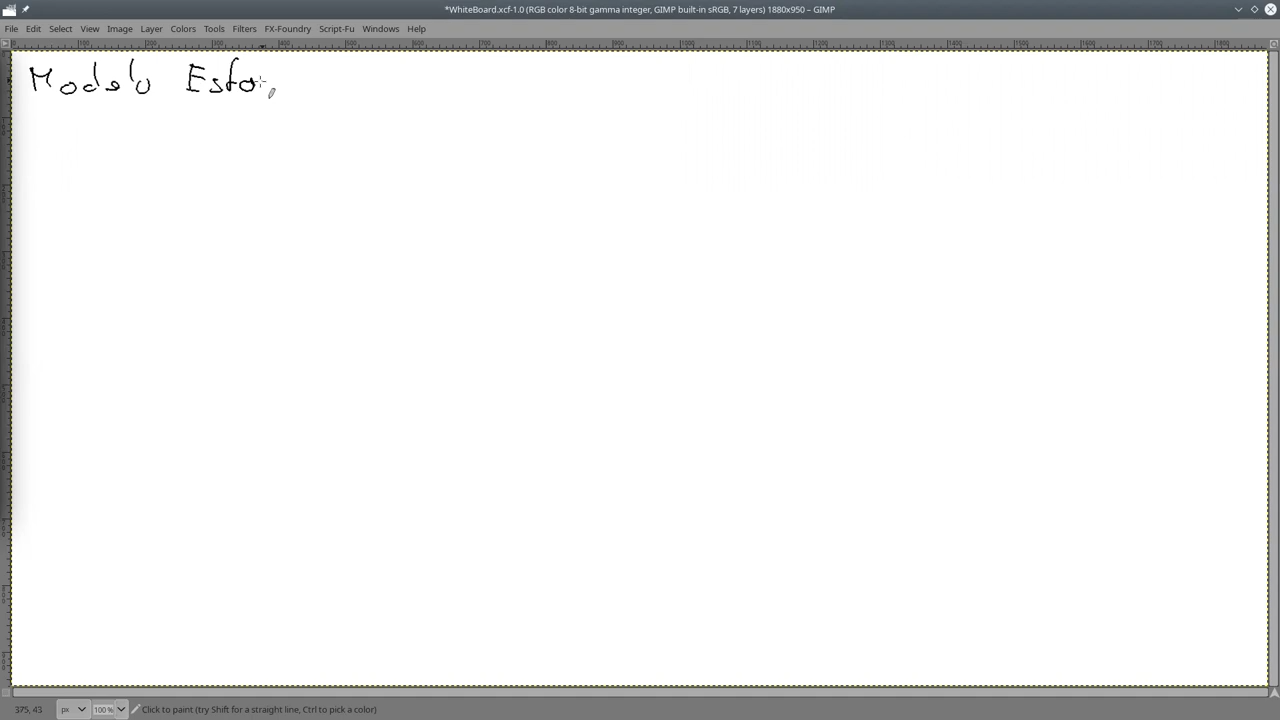 *WhiteBoard.xcf-1.0 (RGB color 8-bit gamma integer, GIMP built-in sRGB, 7 layers) 1880x950 – GIMP
File Edit Select View Image Layer Colors Tools Filters FX-Foundry Script-Fu Windows Help
Modelo Esfo
375, 43 px 100 % Click to paint (try Shift for a straight line, Ctrl to pick a color)